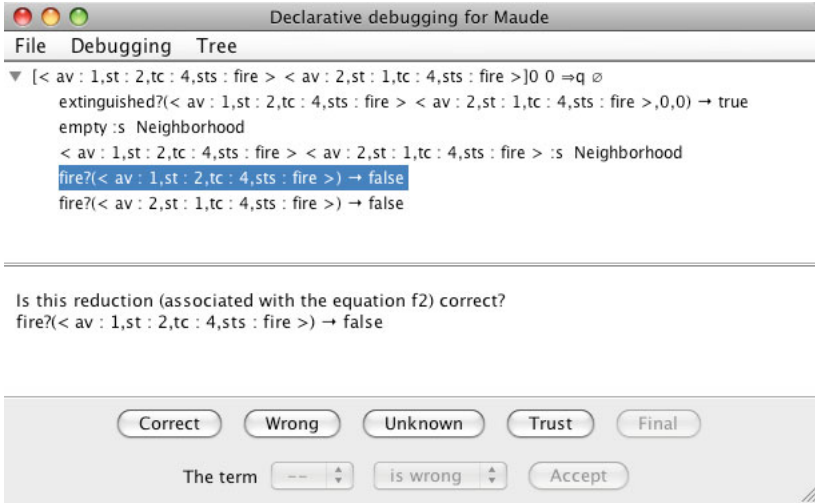 Declarative debugging for Maude
File Debugging Tree
▼ [< av : 1,st : 2,tc : 4,sts : fire > < av : 2,st : 1,tc : 4,sts : fire >]0 0 ⇒q ∅
extinguished?(< av : 1,st : 2,tc : 4,sts : fire > < av : 2,st : 1,tc : 4,sts : fire >,0,0) → true
empty :s Neighborhood
< av : 1,st : 2,tc : 4,sts : fire > < av : 2,st : 1,tc : 4,sts : fire > :s Neighborhood
fire?(< av : 1,st : 2,tc : 4,sts : fire >) → false
fire?(< av : 2,st : 1,tc : 4,sts : fire >) → false
Is this reduction (associated with the equation f2) correct?
fire?(< av : 1,st : 2,tc : 4,sts : fire >) → false
Correct Wrong Unknown Trust Final
The term -- is wrong Accept